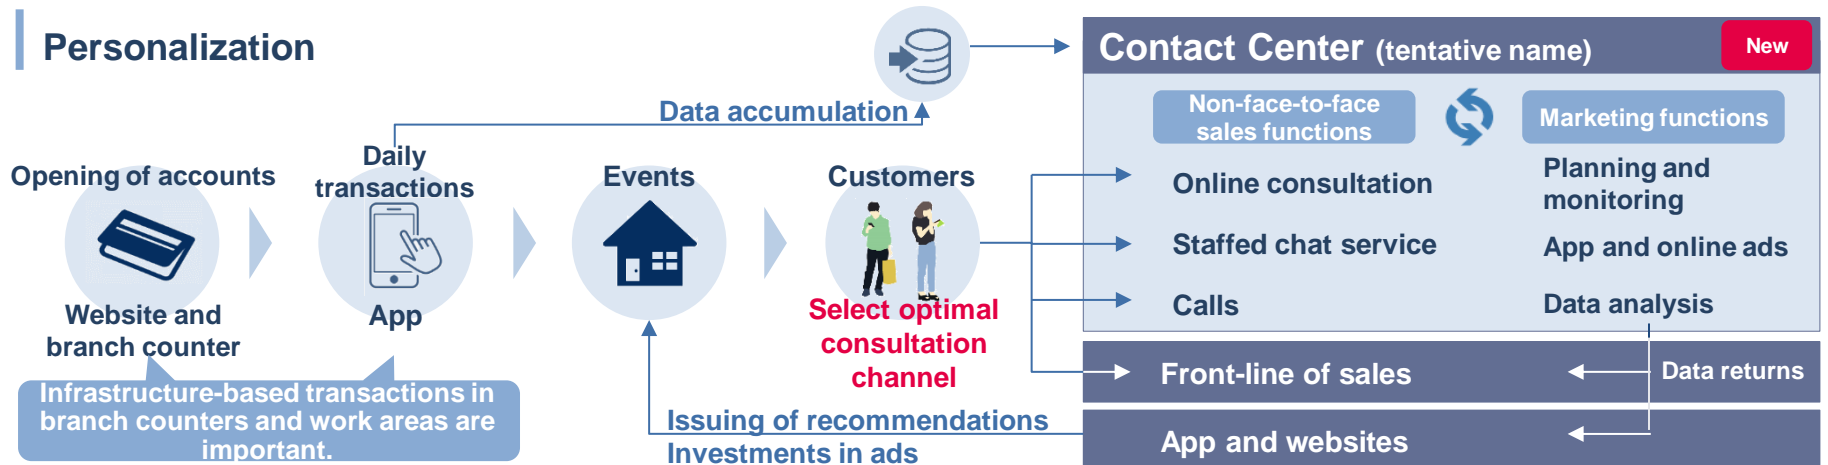 Personalization
Data accumulation
Opening of accounts
Website and
branch counter
Daily
transactions
App
Infrastructure-based transactions in
branch counters and work areas are
important.
Events
Customers
Select optimal
consultation
channel
Issuing of recommendations
Investments in ads
Contact Center (tentative name)
New
Non-face-to-face
sales functions
Online consultation
Staffed chat service
Calls
Marketing functions
Planning and
monitoring
App and online ads
Data analysis
Front-line of sales
Data returns
App and websites